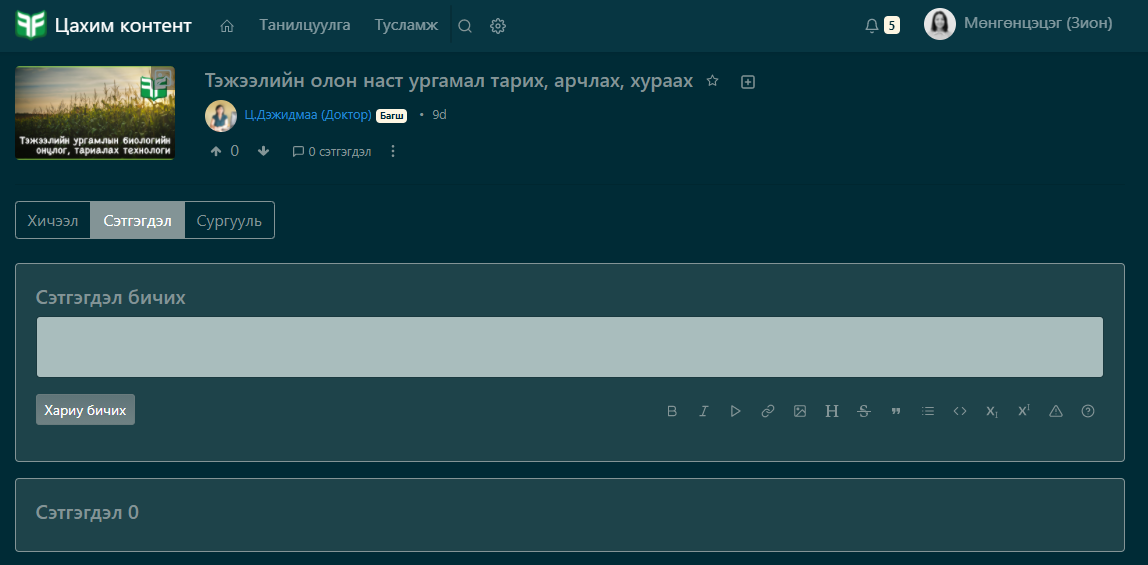 Цахим контент
Танилцуулга
Тусламж
5
Мөнгөнцэцэг (Зион)
Тэжээлийн ургамлын биологийн
онцлог, тариалах технологи
Тэжээлийн олон наст ургамал тарих, арчлах, хураах
Ц.Дэжидмаа (Доктор) Багш • 9d
0
0 сэтгэгдэл
Хичээл
Сэтгэгдэл
Сургууль
Сэтгэгдэл бичих
Хариу бичих
Сэтгэгдэл 0